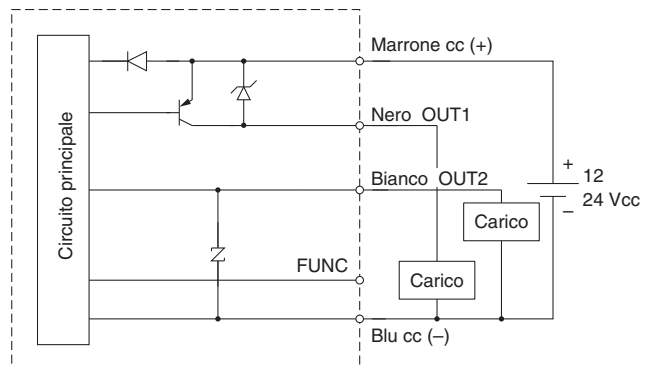 Circuito principale
Marrone cc (+)
Nero OUT1
Bianco OUT2
FUNC
Blu cc (–)
Carico
Carico
+
12
24 Vcc
–